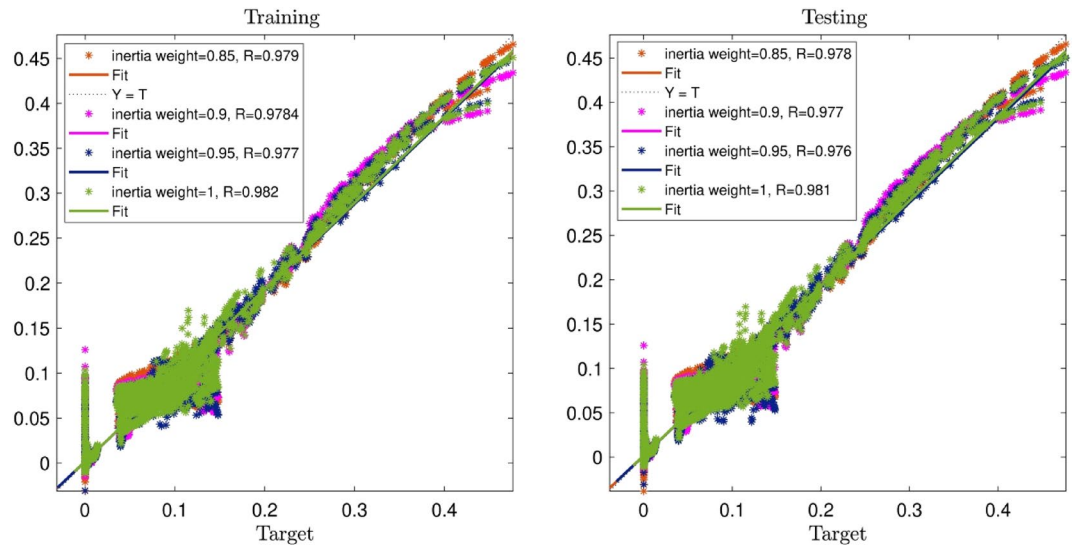 Training
0.45
0.4
0.35
0.3
0.25
0.2
0.15
0.1
0.05
0
inertia weight=0.85, R=0.979
Fit
Y = T
inertia weight=0.9, R=0.9784
Fit
inertia weight=0.95, R=0.977
Fit
inertia weight=1, R=0.982
Fit
0 0.1 0.2 0.3 0.4
Target
Testing
0.45
0.4
0.35
0.3
0.25
0.2
0.15
0.1
0.05
0
inertia weight=0.85, R=0.978
Fit
Y = T
inertia weight=0.9, R=0.977
Fit
inertia weight=0.95, R=0.976
Fit
inertia weight=1, R=0.981
Fit
0 0.1 0.2 0.3 0.4
Target